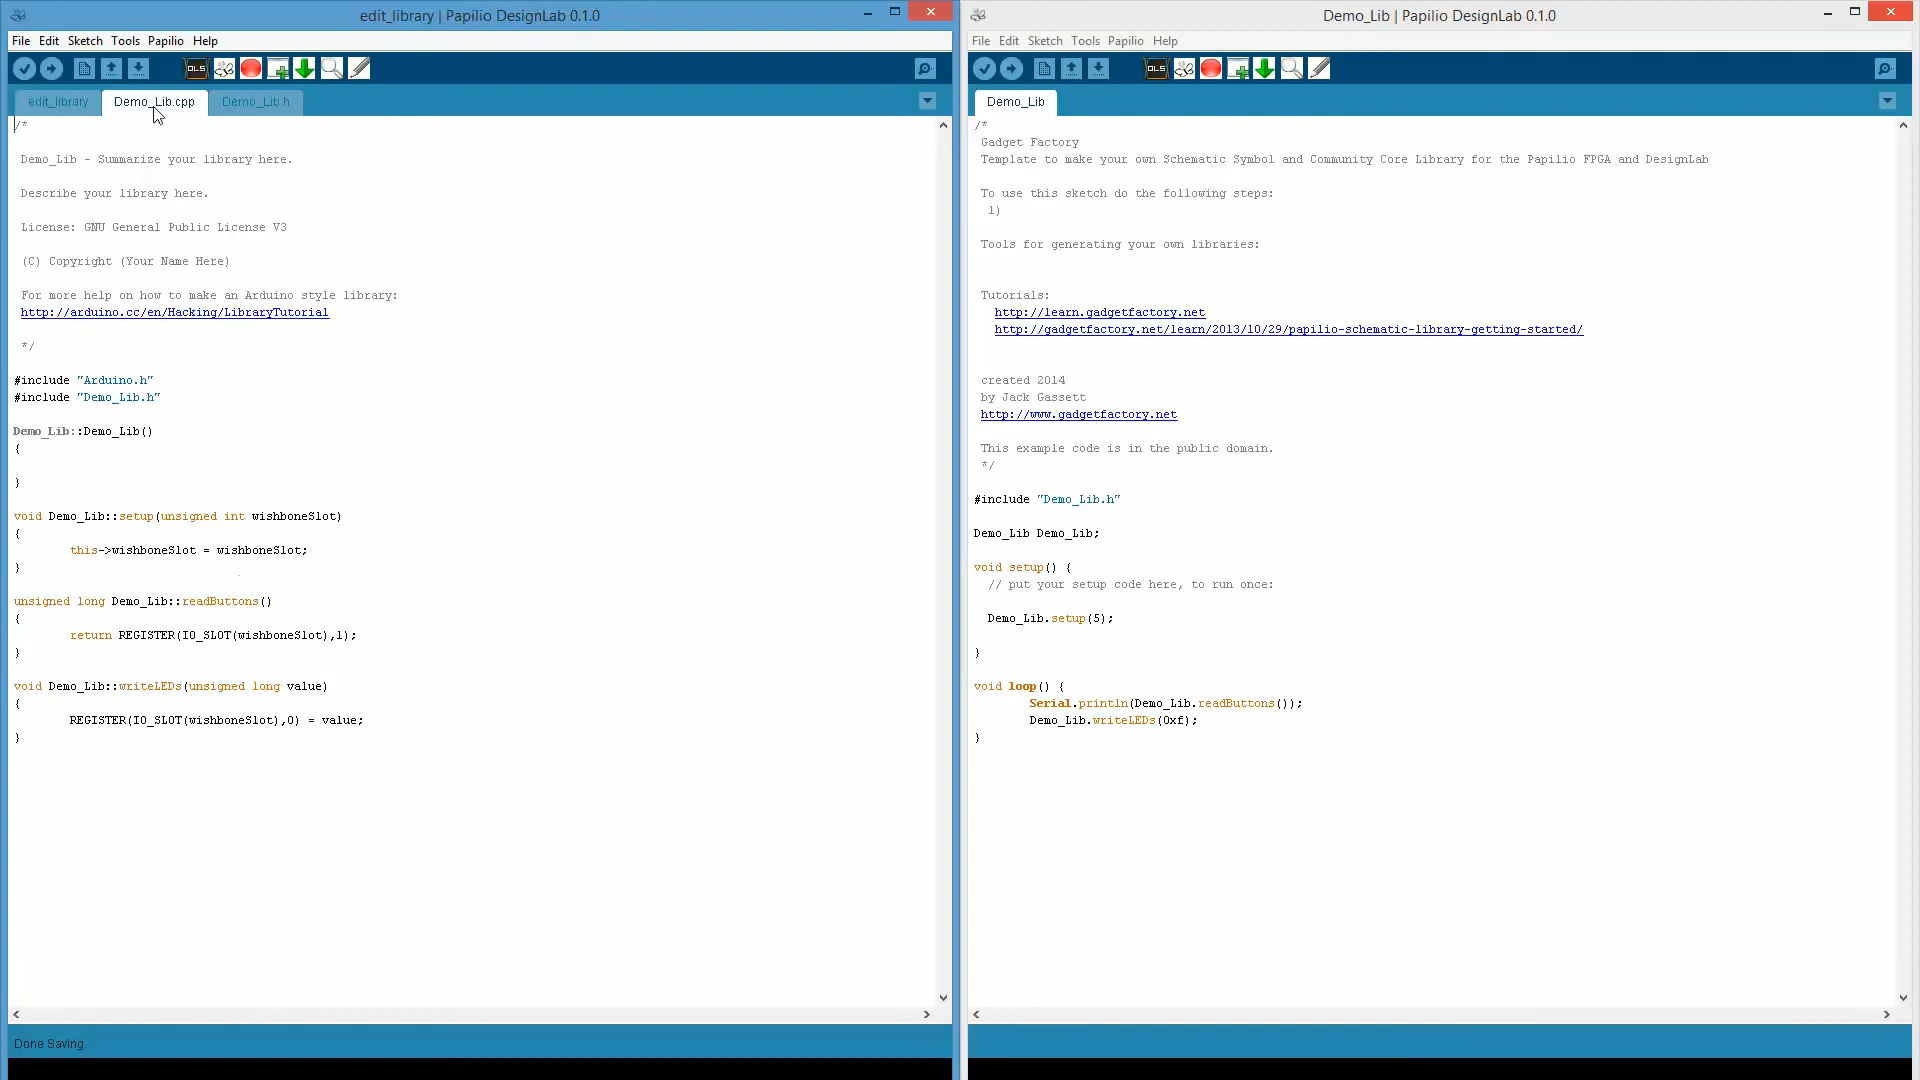 edit_library | Papilio DesignLab 0.1.0
File Edit Sketch Tools Papilio Help
OLS
edit_library Demo_Lib.cpp Demo_Lib.h
/*
Demo_Lib - Summarize your library here.
Describe your library here.
License: GNU General Public License V3
(C) Copyright (Your Name Here)
For more help on how to make an Arduino style library:
http://arduino.cc/en/Hacking/LibraryTutorial
*/
#include "Arduino.h"
#include "Demo_Lib.h"
Demo_Lib::Demo_Lib()
{
}
void Demo_Lib::setup(unsigned int wishboneSlot)
{
this->wishboneSlot = wishboneSlot;
}
unsigned long Demo_Lib::readButtons()
{
return REGISTER(IO_SLOT(wishboneSlot),1);
}
void Demo_Lib::writeLEDs(unsigned long value)
{
REGISTER(IO_SLOT(wishboneSlot),0) = value;
}
Done Saving.
Demo_Lib | Papilio DesignLab 0.1.0
File Edit Sketch Tools Papilio Help
OLS
Demo_Lib
/*
Gadget Factory
Template to make your own Schematic Symbol and Community Core Library for the Papilio FPGA and DesignLab
To use this sketch do the following steps:
1)
Tools for generating your own libraries:
Tutorials:
http://learn.gadgetfactory.net
http://gadgetfactory.net/learn/2013/10/29/papilio-schematic-library-getting-started/
created 2014
by Jack Gassett
http://www.gadgetfactory.net
This example code is in the public domain.
*/
#include "Demo_Lib.h"
Demo_Lib Demo_Lib;
void setup() {
// put your setup code here, to run once:
Demo_Lib.setup(5);
}
void loop() {
Serial.println(Demo_Lib.readButtons());
Demo_Lib.writeLEDs(0xf);
}